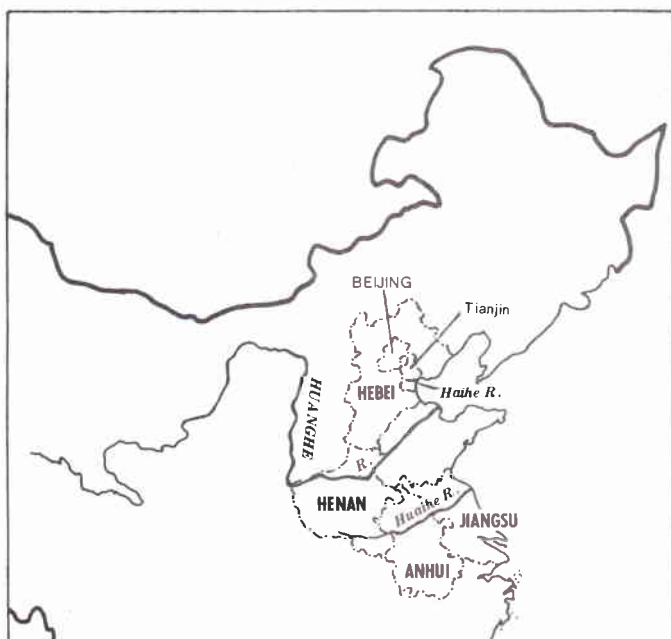 BEIJING
Tianjin
HUANGHE
HEBEI
Haihe R.
R.
HENAN
Huaihe R.
JIANGSU
ANHUI